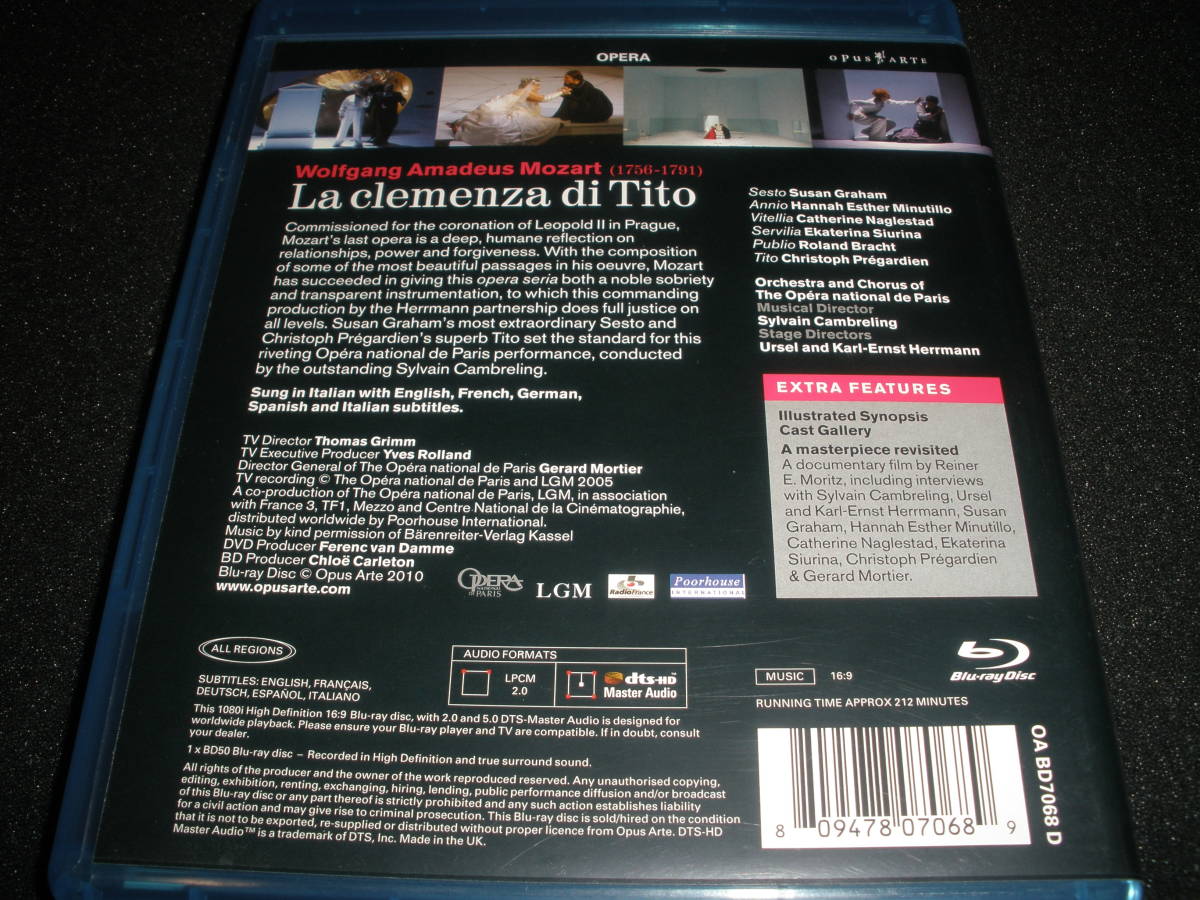 OPERA
OPUS ARTE
Wolfgang Amadeus Mozart (1756-1791)
La clemenza di Tito
Commissioned for the coronation of Leopold II in Prague,
Mozart's last opera is a deep, humane reflection on
relationships, power and forgiveness. With the composition
of some of the most beautiful passages in his oeuvre, Mozart
has succeeded in giving this opera seria both a noble sobriety
and transparent instrumentation, to which this commanding
production by the Herrmann partnership does full justice on
all levels. Susan Graham's most extraordinary Sesto and
Christoph Prégardien's superb Tito set the standard for this
riveting Opéra national de Paris performance, conducted
by the outstanding Sylvain Cambreling.
Sung in Italian with English, French, German,
Spanish and Italian subtitles.
TV Director Thomas Grimm
TV Executive Producer Yves Rolland
Director General of The Opéra national de Paris Gerard Mortier
TV recording © The Opéra national de Paris and LGM 2005
A co-production of The Opéra national de Paris, LGM, in association
with France 3, TF1, Mezzo and Centre National de la Cinématographie,
distributed worldwide by Poorhouse International.
Music by kind permission of Bärenreiter-Verlag Kassel
DVD Producer Ferenc van Damme
BD Producer Chloë Carleton
Blu-ray Disc © Opus Arte 2010
www.opusarte.com
OPERA NATIONAL DE PARIS
LGM
RadioFrance
Poorhouse
INTERNATIONAL
Sesto Susan Graham
Annio Hannah Esther Minutillo
Vitellia Catherine Naglestad
Servilia Ekaterina Siurina
Publio Roland Bracht
Tito Christoph Prégardien
Orchestra and Chorus of
The Opéra national de Paris
Musical Director
Sylvain Cambreling
Stage Directors
Ursel and Karl-Ernst Herrmann
EXTRA FEATURES
Illustrated Synopsis
Cast Gallery
A masterpiece revisited
A documentary film by Reiner
E. Moritz, including interviews
with Sylvain Cambreling, Ursel
and Karl-Ernst Herrmann, Susan
Graham, Hannah Esther Minutillo,
Catherine Naglestad, Ekaterina
Siurina, Christoph Prégardien
& Gerard Mortier.
ALL REGIONS
SUBTITLES: ENGLISH, FRANÇAIS,
DEUTSCH, ESPAÑOL, ITALIANO
AUDIO FORMATS
LPCM
2.0
dts-HD
Master Audio
MUSIC
16:9
Blu-ray Disc
RUNNING TIME APPROX 212 MINUTES
This 1080i High Definition 16:9 Blu-ray disc, with 2.0 and 5.0 DTS-Master Audio is designed for
worldwide playback. Please ensure your Blu-ray player and TV are compatible. If in doubt, consult
your dealer.
1 x BD50 Blu-ray disc – Recorded in High Definition and true surround sound.
All rights of the producer and the owner of the work reproduced reserved. Any unauthorised copying,
editing, exhibition, renting, exchanging, hiring, lending, public performance diffusion and/or broadcast
of this Blu-ray disc or any part thereof is strictly prohibited and any such action establishes liability
for a civil action and may give rise to criminal prosecution. This Blu-ray disc is sold/hired on the condition
that it is not to be exported, re-supplied or distributed without proper licence from Opus Arte. DTS-HD
Master Audio™ is a trademark of DTS, Inc. Made in the UK.
8 09478 07068 9
OA BD7068 D